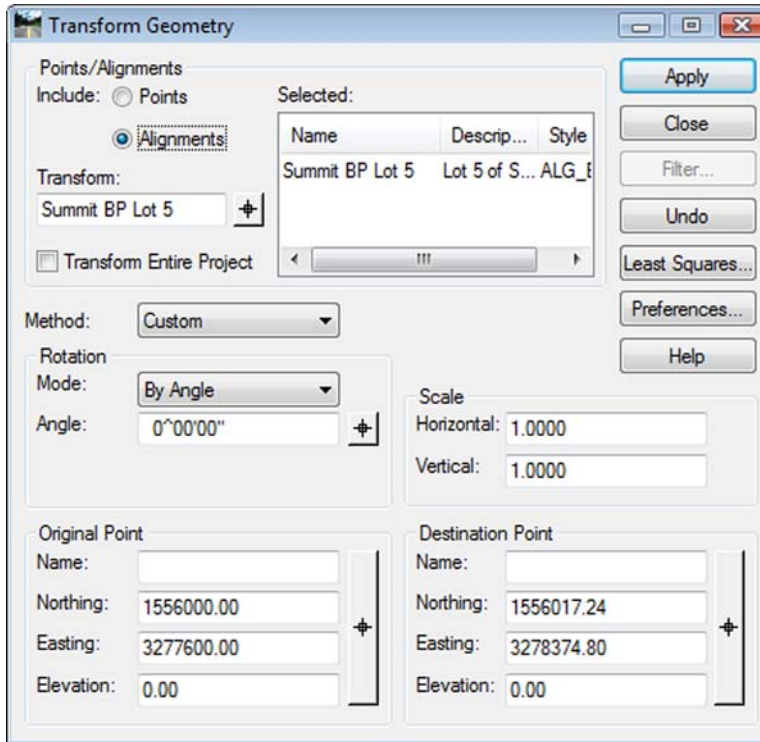 Transform Geometry
Points/Alignments
Include: Points
Alignments
Selected:
Name Descrip... Style
Summit BP Lot 5 Lot 5 of S... ALG_E
Transform:
Summit BP Lot 5
Transform Entire Project
Apply
Close
Filter...
Undo
Least Squares...
Preferences...
Help
Method: Custom
Rotation
Mode: By Angle
Angle: 0^00'00"
Scale
Horizontal: 1.0000
Vertical: 1.0000
Original Point
Name:
Northing: 1556000.00
Easting: 3277600.00
Elevation: 0.00
Destination Point
Name:
Northing: 1556017.24
Easting: 3278374.80
Elevation: 0.00